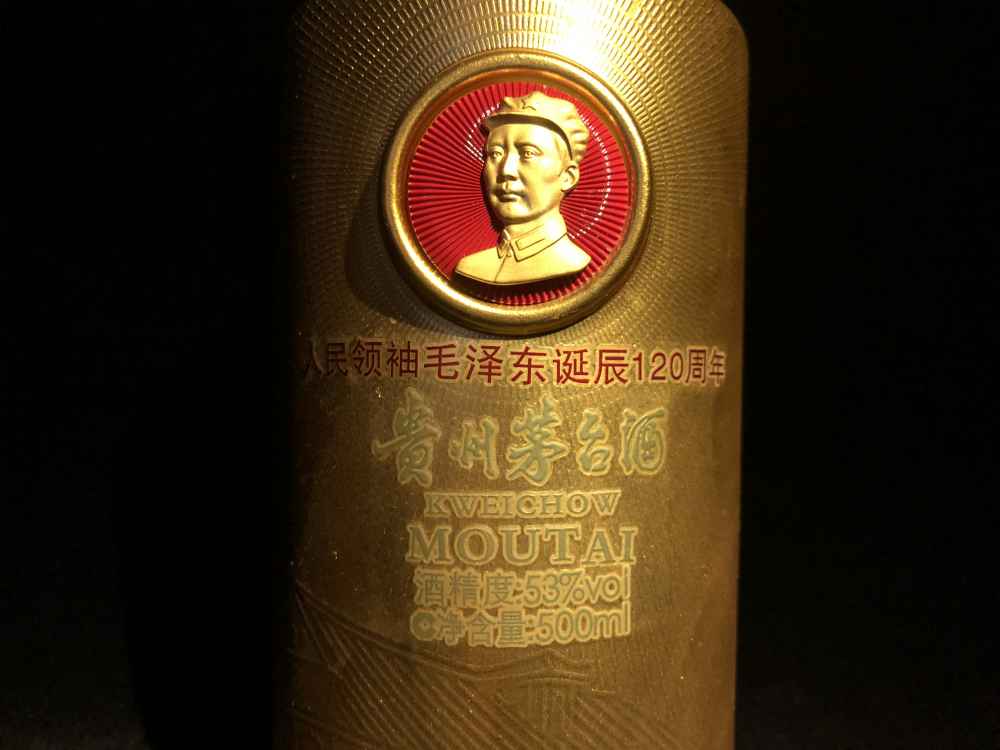 人民领袖毛泽东诞辰120周年
贵州茅台酒
KWEICHOW
MOUTAI
酒精度:53%vol
℮净含量:500ml